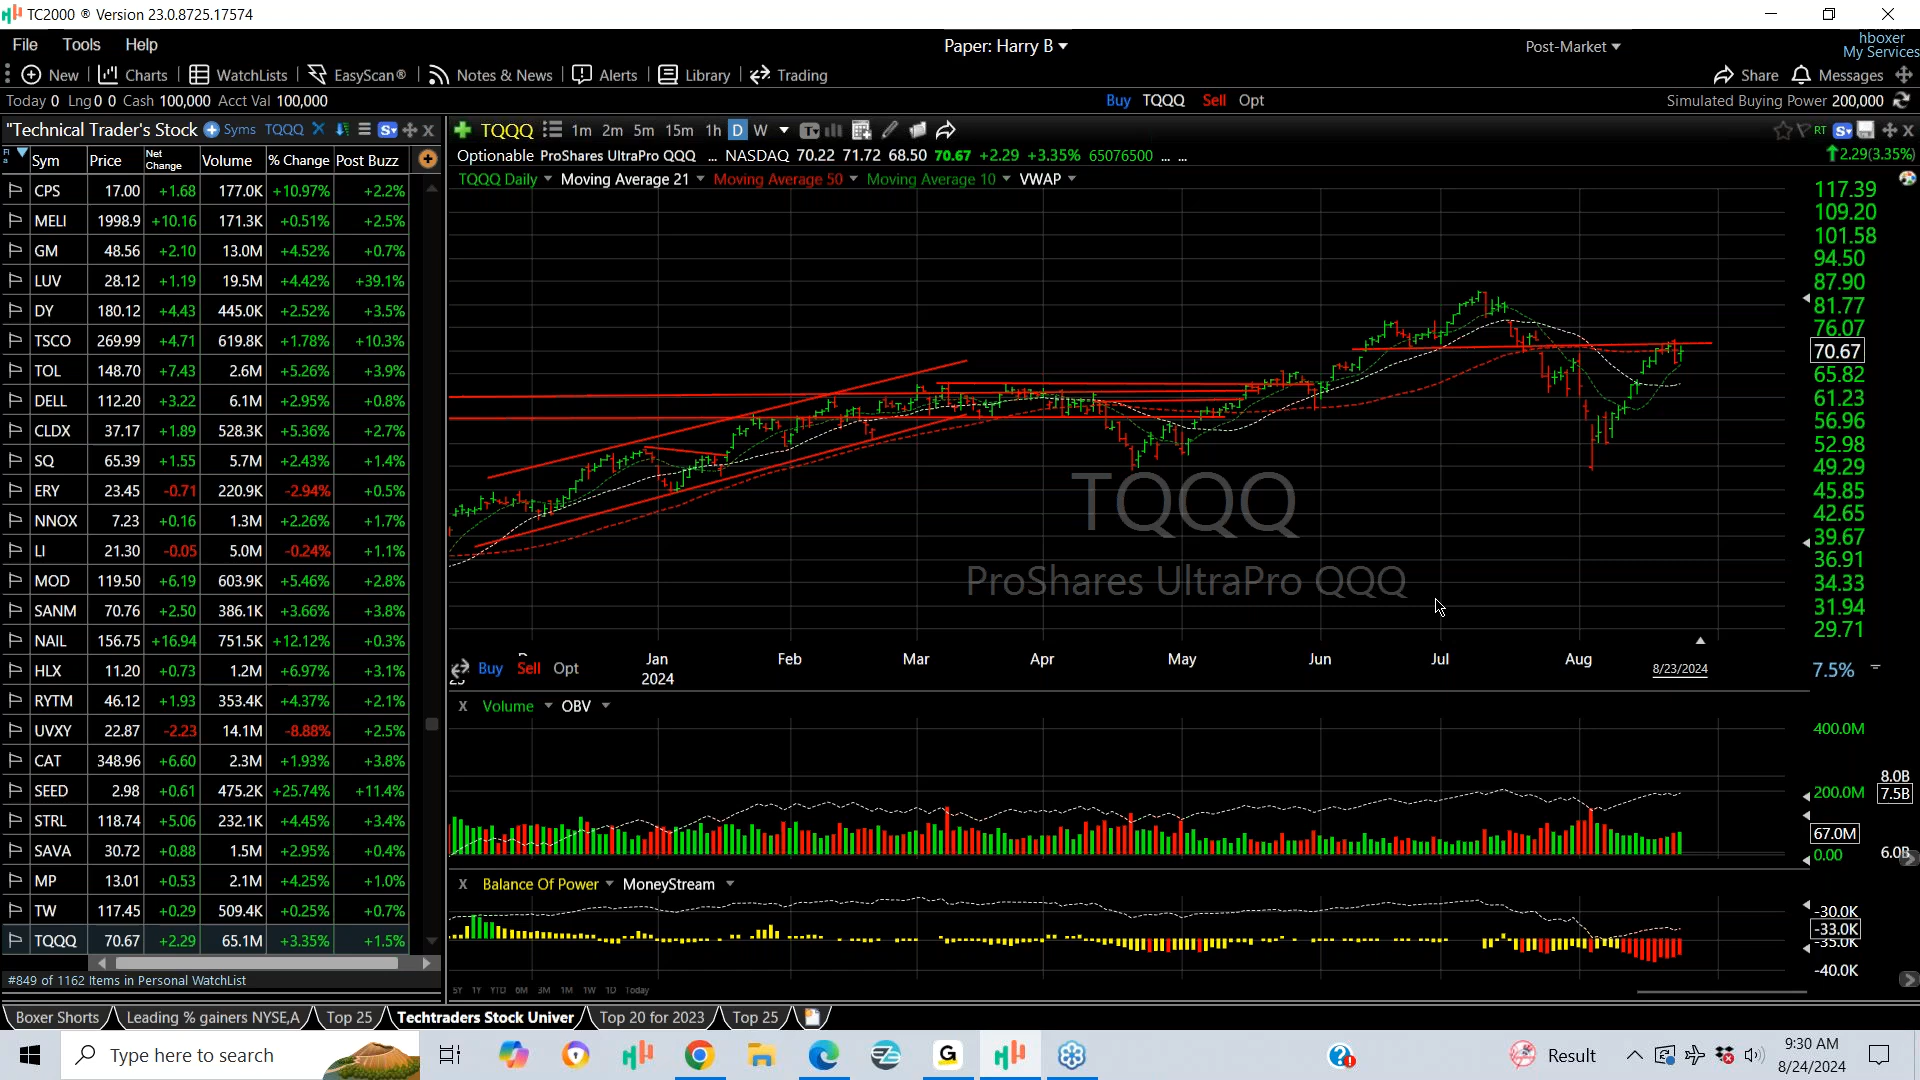 TC2000 ® Version 23.0.8725.17574
File Tools Help
Paper: Harry B
Post-Market
hboxer
My Services
New Charts WatchLists EasyScan® Notes & News Alerts Library Trading
Share Messages
Today 0 Lng 0 0 Cash 100,000 Acct Val 100,000
Buy TQQQ Sell Opt
Simulated Buying Power 200,000
"Technical Trader's Stock Syms TQQQ
Sym Price Net Change Volume % Change Post Buzz
CPS 17.00 +1.68 177.0K +10.97% +2.2%
MELI 1998.9 +10.16 171.3K +0.51% +2.5%
GM 48.56 +2.10 13.0M +4.52% +0.7%
LUV 28.12 +1.19 19.5M +4.42% +39.1%
DY 180.12 +4.43 445.0K +2.52% +3.5%
TSCO 269.99 +4.71 619.8K +1.78% +10.3%
TOL 148.70 +7.43 2.6M +5.26% +3.9%
DELL 112.20 +3.22 6.1M +2.95% +0.8%
CLDX 37.17 +1.89 528.3K +5.36% +2.7%
SQ 65.39 +1.55 5.7M +2.43% +1.4%
ERY 23.45 -0.71 220.9K -2.94% +0.5%
NNOX 7.23 +0.16 1.3M +2.26% +1.7%
LI 21.30 -0.05 5.0M -0.24% +1.1%
MOD 119.50 +6.19 603.9K +5.46% +2.8%
SANM 70.76 +2.50 386.1K +3.66% +3.8%
NAIL 156.75 +16.94 751.5K +12.12% +0.3%
HLX 11.20 +0.73 1.2M +6.97% +3.1%
RYTM 46.12 +1.93 353.4K +4.37% +2.1%
UVXY 22.87 -2.23 14.1M -8.88% +2.5%
CAT 348.96 +6.60 2.3M +1.93% +3.8%
SEED 2.98 +0.61 475.2K +25.74% +11.4%
STRL 118.74 +5.06 232.1K +4.45% +3.4%
SAVA 30.72 +0.88 1.5M +2.95% +0.4%
MP 13.01 +0.53 2.1M +4.25% +1.0%
TW 117.45 +0.29 509.4K +0.25% +0.7%
TQQQ 70.67 +2.29 65.1M +3.35% +1.5%
#849 of 1162 Items in Personal WatchList
TQQQ 1m 2m 5m 15m 1h D W
RT
Optionable ProShares UltraPro QQQ ... NASDAQ 70.22 71.72 68.50 70.67 +2.29 +3.35% 65076500 ... ...
2.29(3.35%)
TQQQ Daily Moving Average 21 Moving Average 50 Moving Average 10 VWAP
117.39
109.20
101.58
94.50
87.90
81.77
76.07
70.67
65.82
61.23
56.96
52.98
49.29
45.85
42.65
39.67
36.91
34.33
31.94
29.71
TQQQ
ProShares UltraPro QQQ
Jan Feb Mar Apr May Jun Jul Aug 8/23/2024
2024
Buy Sell Opt
7.5%
X Volume OBV
400.0M
8.0B
200.0M 7.5B
67.0M
0.00 6.0B
X Balance Of Power MoneyStream
-30.0K
-33.0K
-35.0K
-40.0K
5Y 1Y YTD 6M 3M 1M 1W 1D Today
Boxer Shorts Leading % gainers NYSE,A Top 25 Techtraders Stock Univer Top 20 for 2023 Top 25
Type here to search
Result
9:30 AM
8/24/2024